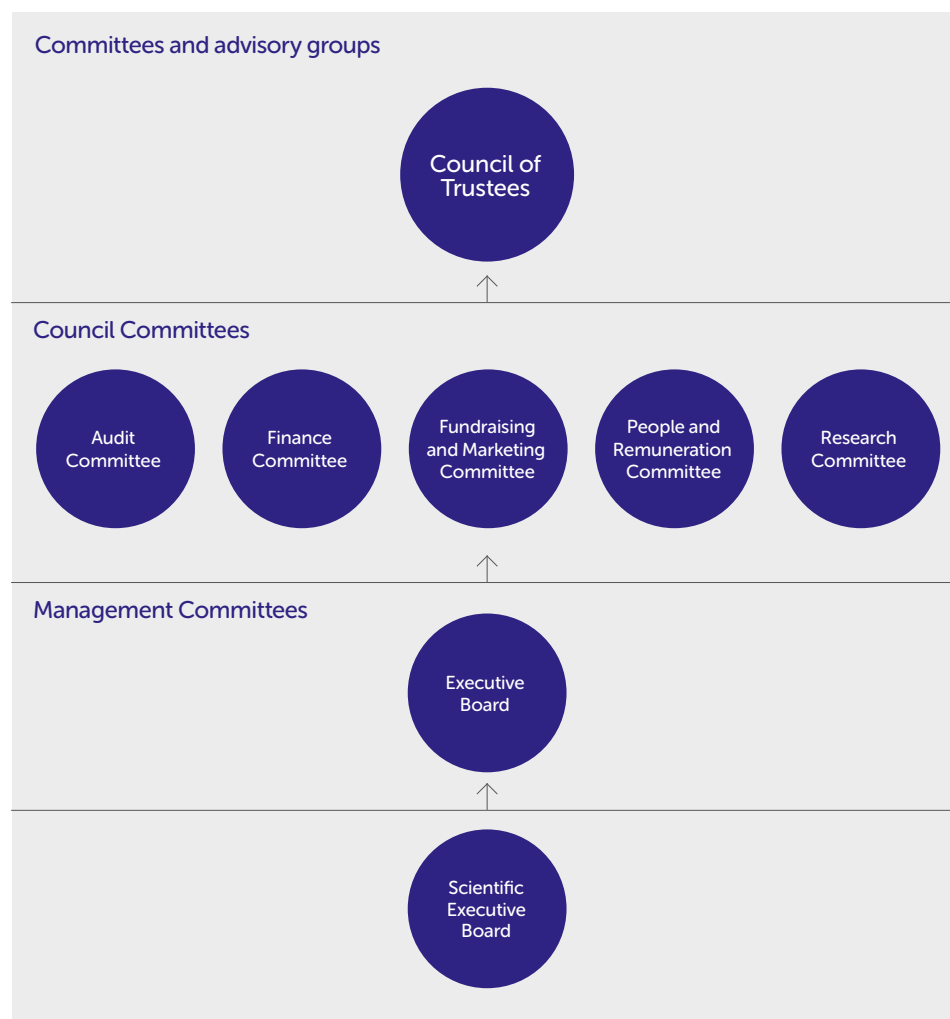 Committees and advisory groups
Council of
Trustees
Council Committees
Audit
Committee
Finance
Committee
Fundraising
and Marketing
Committee
People and
Remuneration
Committee
Research
Committee
Management Committees
Executive
Board
Scientific
Executive
Board